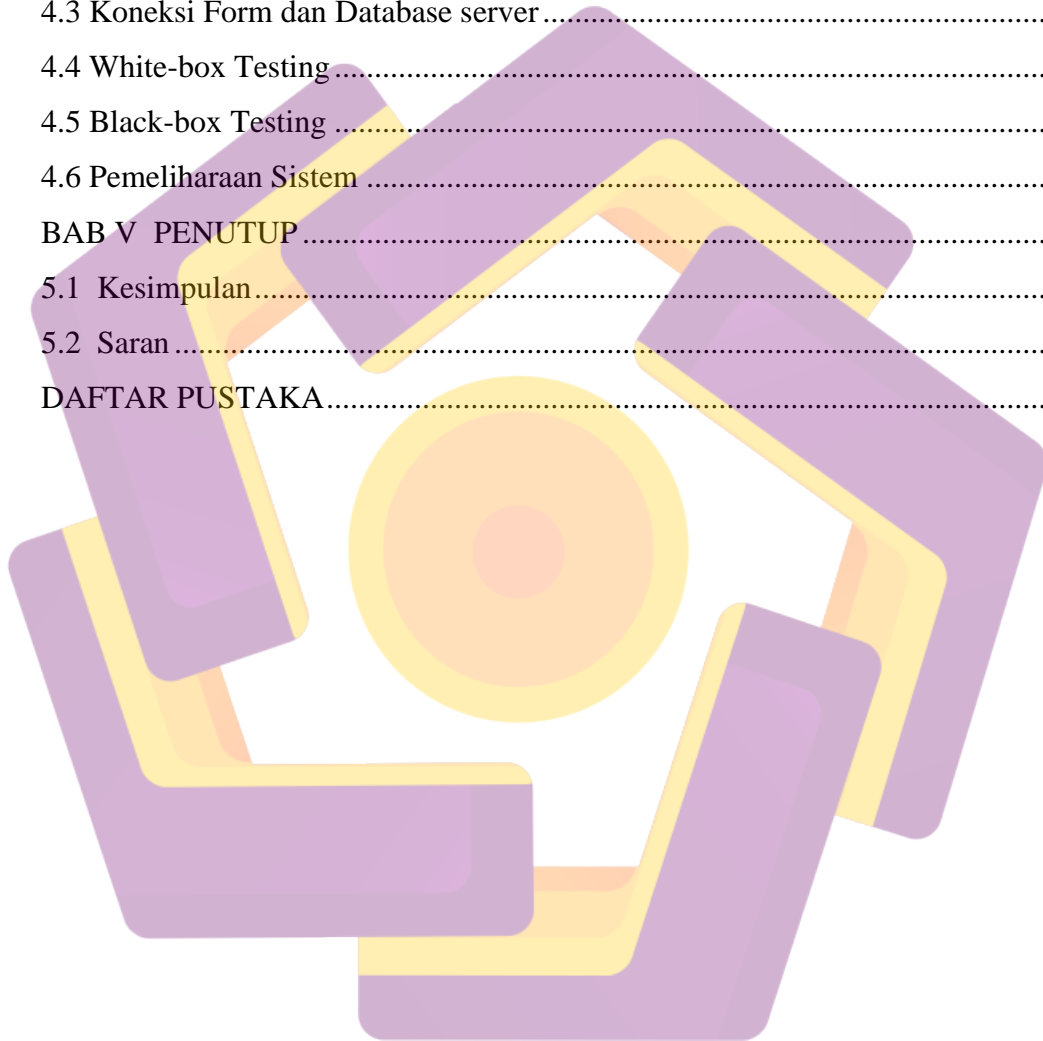 4.3 Koneksi Form dan Database server........................................................................
4.4 White-box Testing....................................................................................................
4.5 Black-box Testing ....................................................................................................
4.6 Pemeliharaan Sistem ................................................................................................
BAB V  PENUTUP........................................................................................................
5.1  Kesimpulan..............................................................................................................
5.2  Saran ........................................................................................................................
DAFTAR PUSTAKA.....................................................................................................